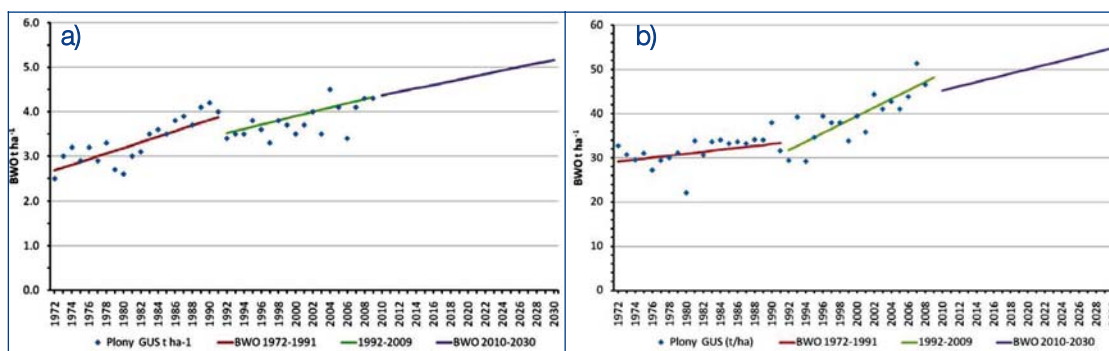 a)
6.0
5.0
4.0
3.0
2.0
1.0
0.0
BWO t ha⁻¹
1972 1974 1976 1978 1980 1982 1984 1986 1988 1990 1992 1994 1996 1998 2000 2002 2004 2006 2008 2010 2012 2014 2016 2018 2020 2022 2024 2026 2028 2030
Plony GUS t ha-1 BWO 1972-1991 1992-2009 BWO 2010-2030
b)
60
50
40
30
20
10
0
BWO t ha⁻¹
1972 1974 1976 1978 1980 1982 1984 1986 1988 1990 1992 1994 1996 1998 2000 2002 2004 2006 2008 2010 2012 2014 2016 2018 2020 2022 2024 2026 2028
Plony GUS (t/ha) BWO 1972-1991 1992-2009 BWO 2010-2030